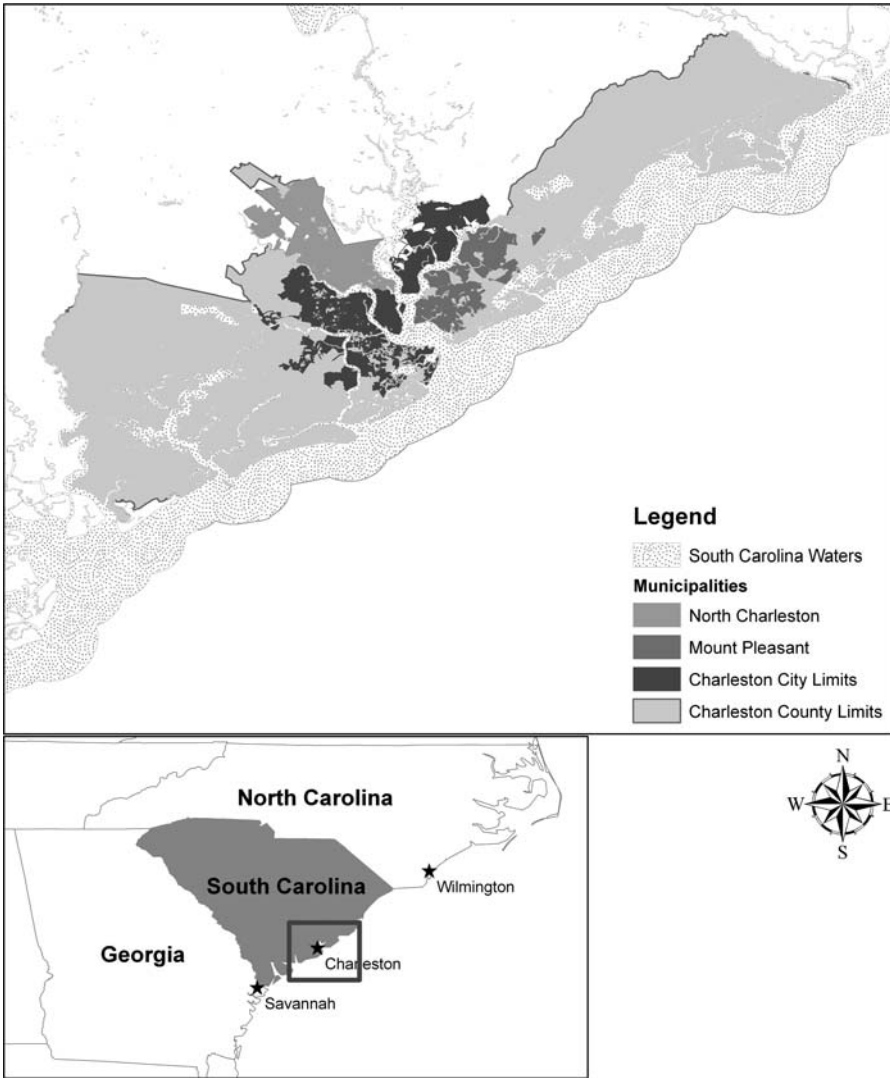 Legend
South Carolina Waters
Municipalities
North Charleston
Mount Pleasant
Charleston City Limits
Charleston County Limits
North Carolina
South Carolina
Wilmington
Georgia
Charleston
Savannah
N
W E
S